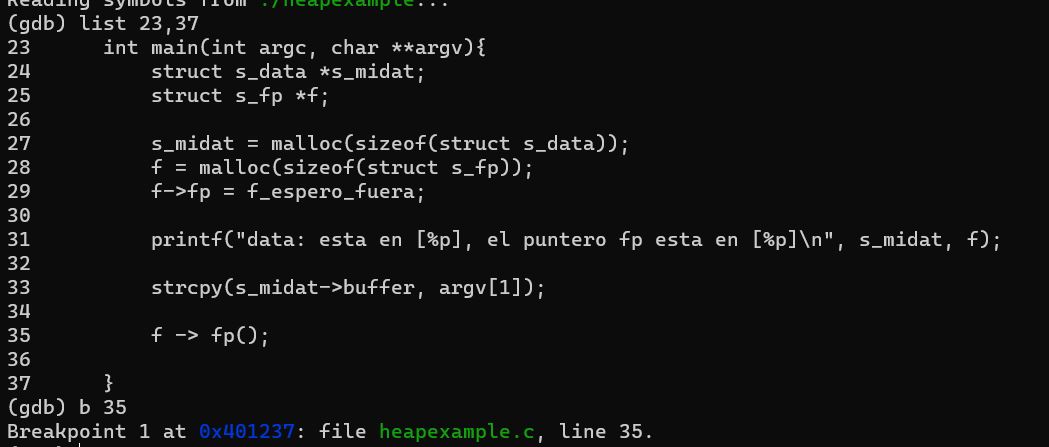 Reading symbols from ./heapexample...
(gdb) list 23,37
23      int main(int argc, char **argv){
24          struct s_data *s_midat;
25          struct s_fp *f;
26
27          s_midat = malloc(sizeof(struct s_data));
28          f = malloc(sizeof(struct s_fp));
29          f->fp = f_espero_fuera;
30
31          printf("data: esta en [%p], el puntero fp esta en [%p]\n", s_midat, f);
32
33          strcpy(s_midat->buffer, argv[1]);
34
35          f -> fp();
36
37      }
(gdb) b 35
Breakpoint 1 at 0x401237: file heapexample.c, line 35.